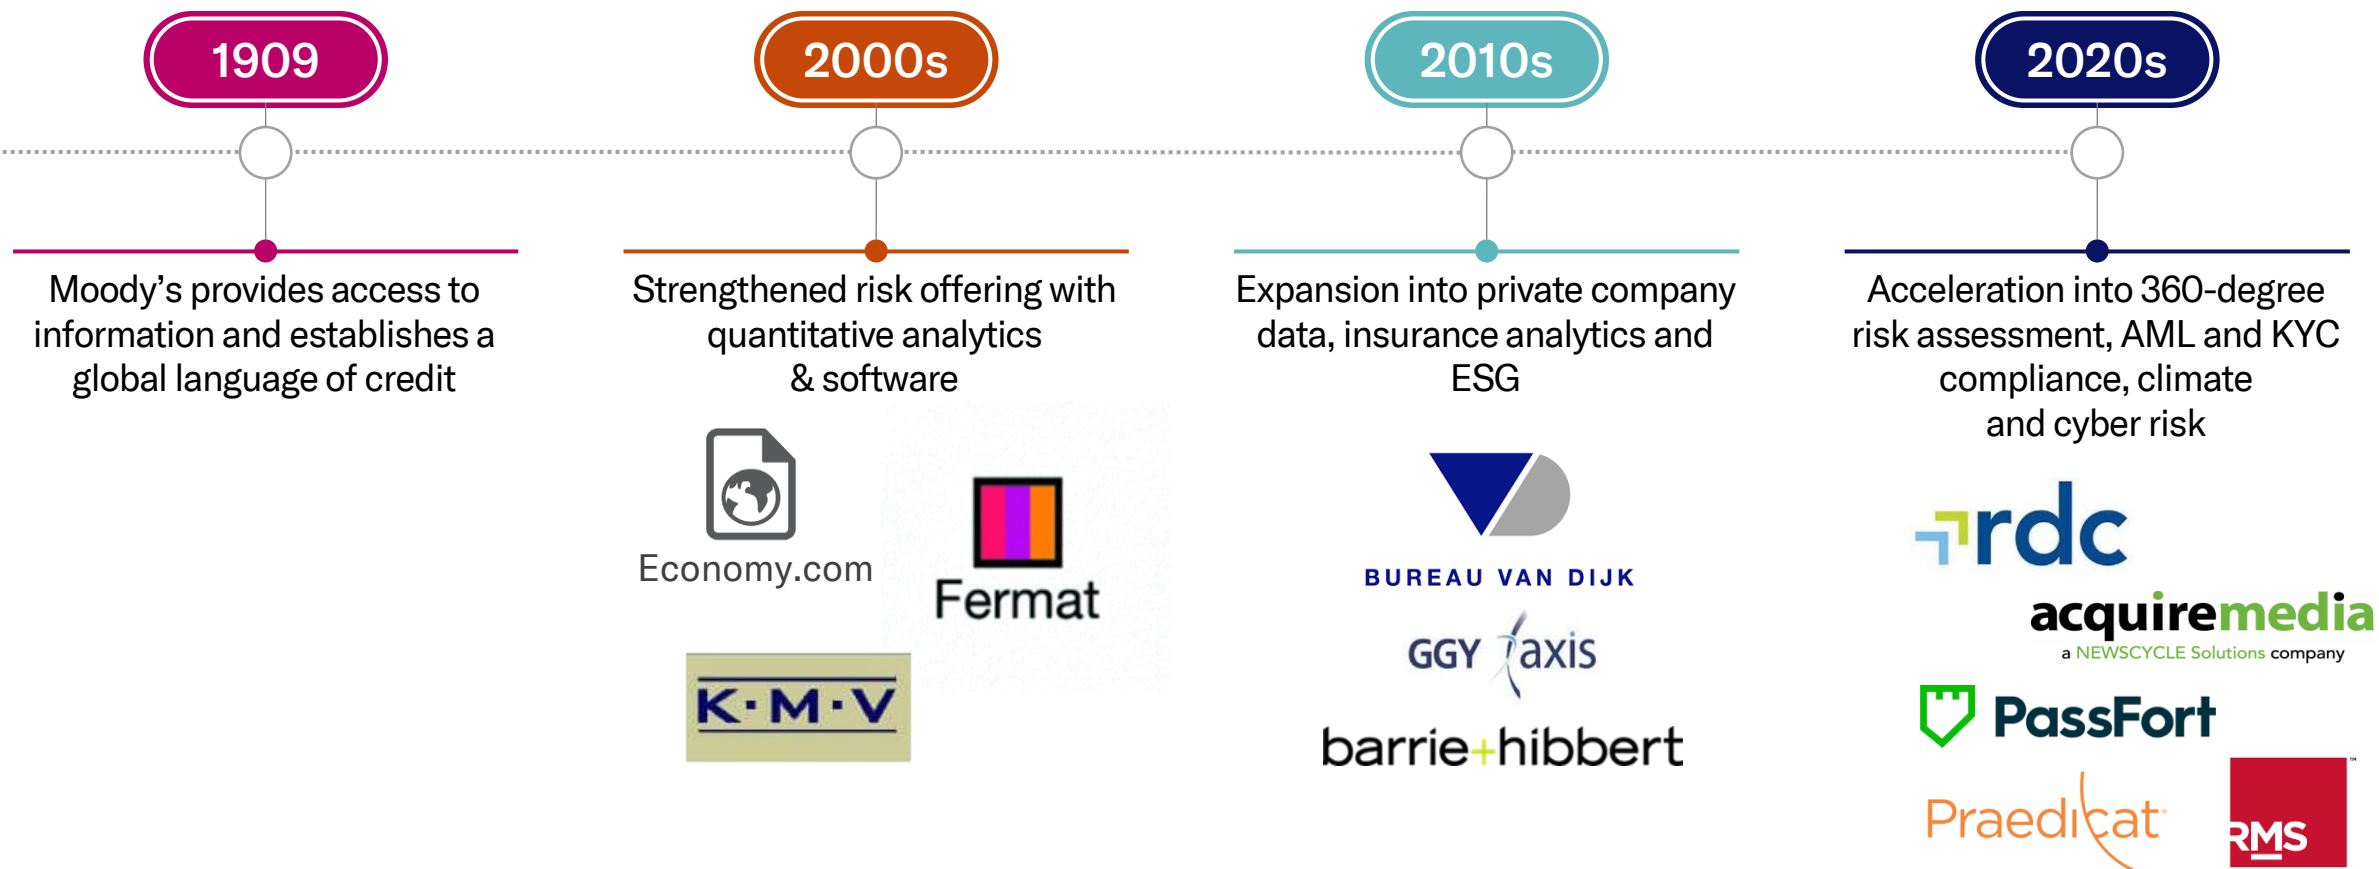 1909
Moody’s provides access to
information and establishes a
global language of credit
2000s
Strengthened risk offering with
quantitative analytics
& software
Economy.com
Fermat
K·M·V
2010s
Expansion into private company
data, insurance analytics and
ESG
BUREAU VAN DIJK
GGY axis
barrie+hibbert
2020s
Acceleration into 360-degree
risk assessment, AML and KYC
compliance, climate
and cyber risk
rdc
acquiremedia
a NEWSCYCLE Solutions company
PassFort
Praedicat
RMS
TM